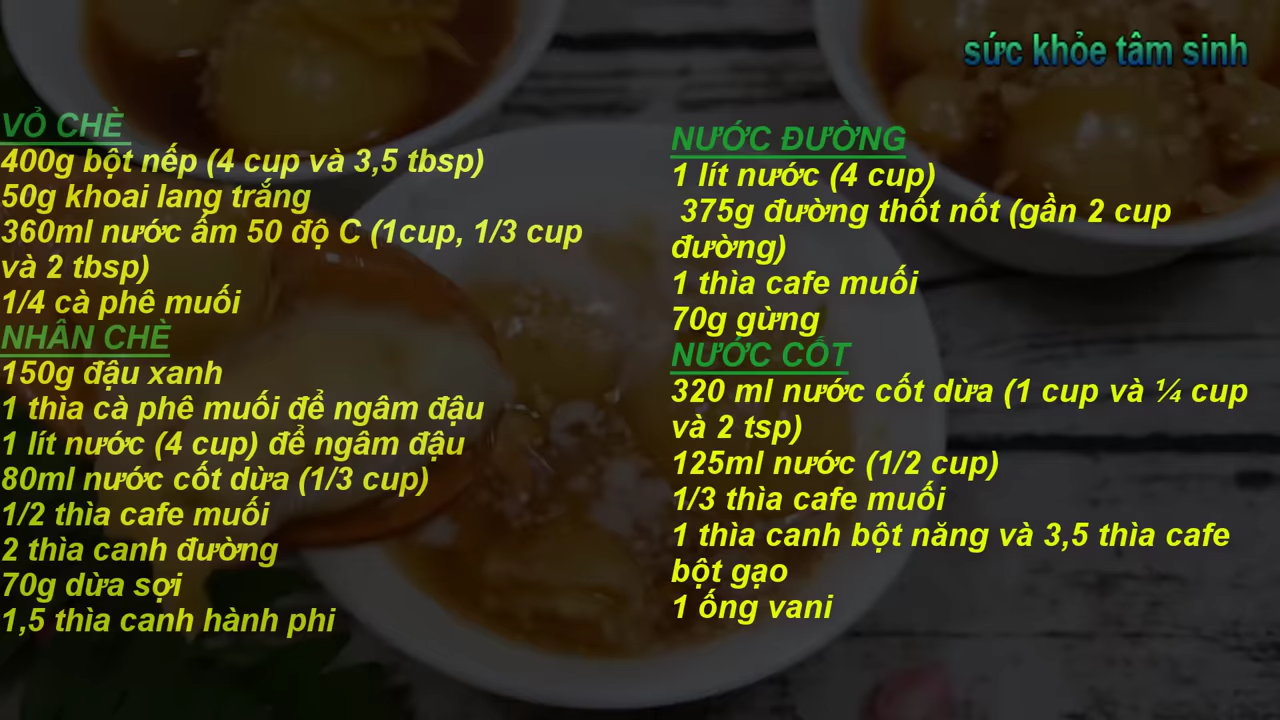 sức khỏe tâm sinh
VỎ CHÈ
400g bột nếp (4 cup và 3,5 tbsp)
50g khoai lang trắng
360ml nước ấm 50 độ C (1cup, 1/3 cup
và 2 tbsp)
1/4 cà phê muối
NHÂN CHÈ
150g đậu xanh
1 thìa cà phê muối để ngâm đậu
1 lít nước (4 cup) để ngâm đậu
80ml nước cốt dừa (1/3 cup)
1/2 thìa cafe muối
2 thìa canh đường
70g dừa sợi
1,5 thìa canh hành phi
NƯỚC ĐƯỜNG
1 lít nước (4 cup)
375g đường thốt nốt (gần 2 cup
đường)
1 thìa cafe muối
70g gừng
NƯỚC CỐT
320 ml nước cốt dừa (1 cup và ¼ cup
và 2 tsp)
125ml nước (1/2 cup)
1/3 thìa cafe muối
1 thìa canh bột năng và 3,5 thìa cafe
bột gạo
1 ống vani